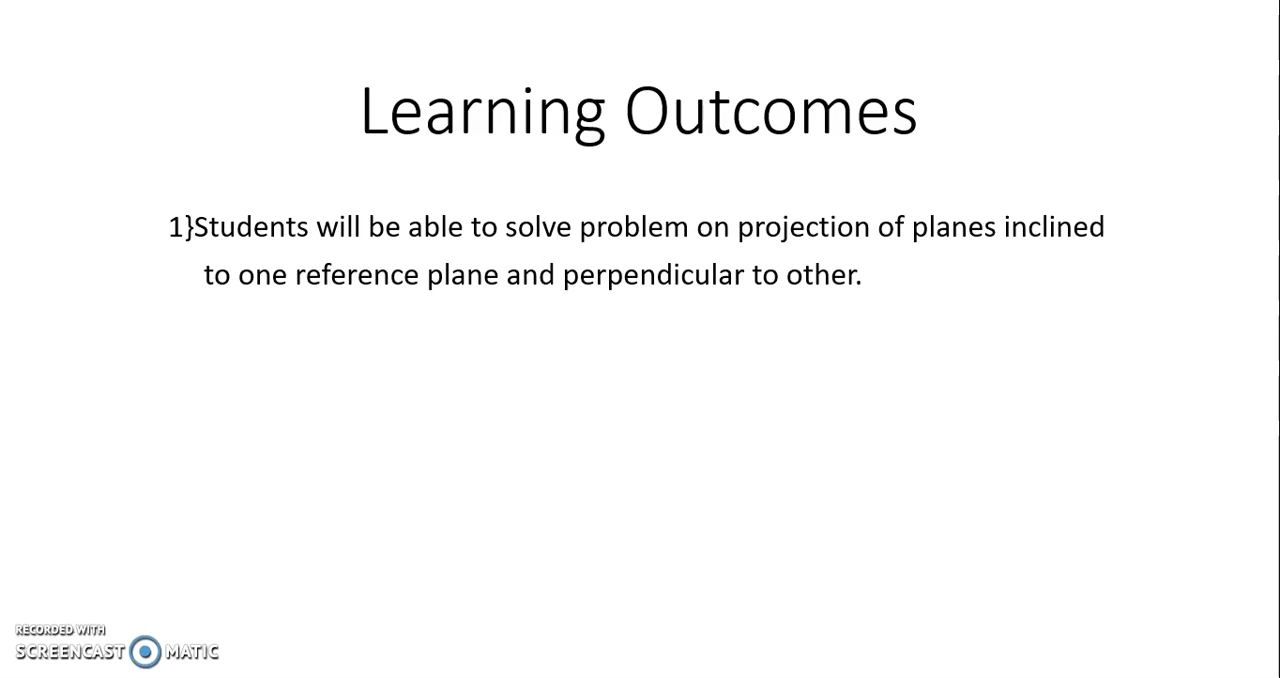 Learning Outcomes
1}Students will be able to solve problem on projection of planes inclined
to one reference plane and perpendicular to other.
RECORDED WITH
SCREENCAST MATIC